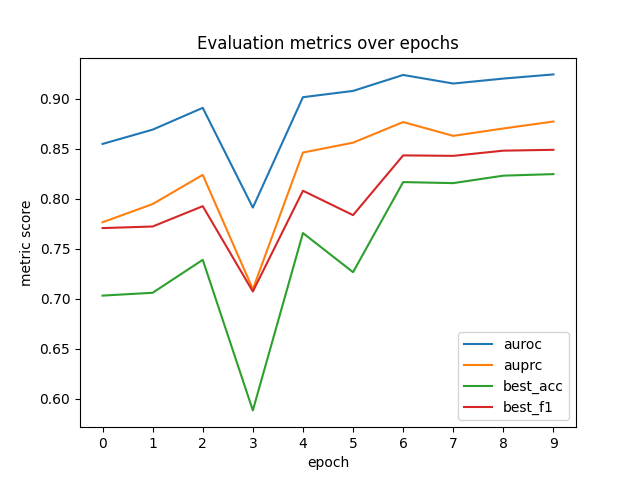 Evaluation metrics over epochs
metric score
0.90
0.85
0.80
0.75
0.70
0.65
0.60
auroc
auprc
best_acc
best_f1
0 1 2 3 4 5 6 7 8 9
epoch